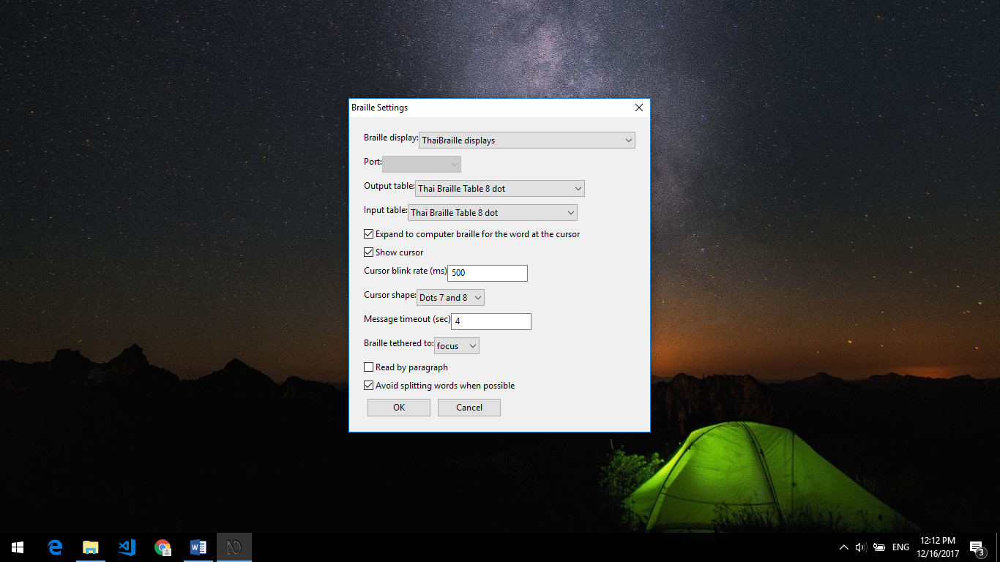 Braille Settings
Braille display: ThaiBraille displays
Port:
Output table: Thai Braille Table 8 dot
Input table: Thai Braille Table 8 dot
Expand to computer braille for the word at the cursor
Show cursor
Cursor blink rate (ms) 500
Cursor shape: Dots 7 and 8
Message timeout (sec) 4
Braille tethered to: focus
Read by paragraph
Avoid splitting words when possible
OK Cancel
ENG
12:12 PM
12/16/2017
3